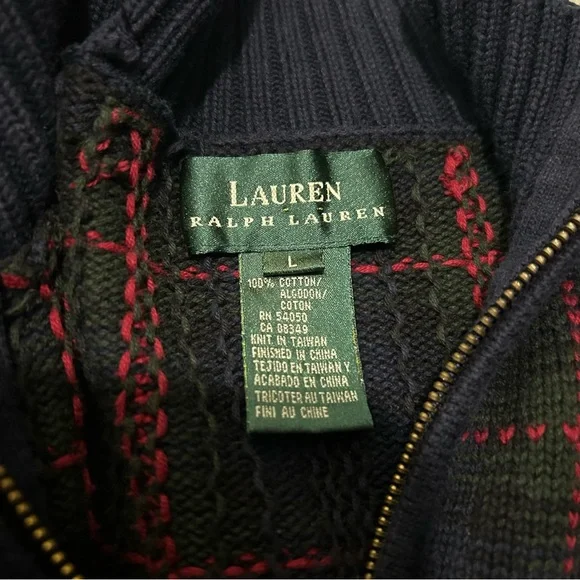 LAUREN
RALPH LAUREN
L
100% COTTON/
ALGODON/
COTON
RN 54050
CA 08349
KNIT IN TAIWAN
FINISHED IN CHINA
TEJIDO EN TAIWAN Y
ACABADO EN CHINA
TRICOTER AU TAIWAN
FINI AU CHINE